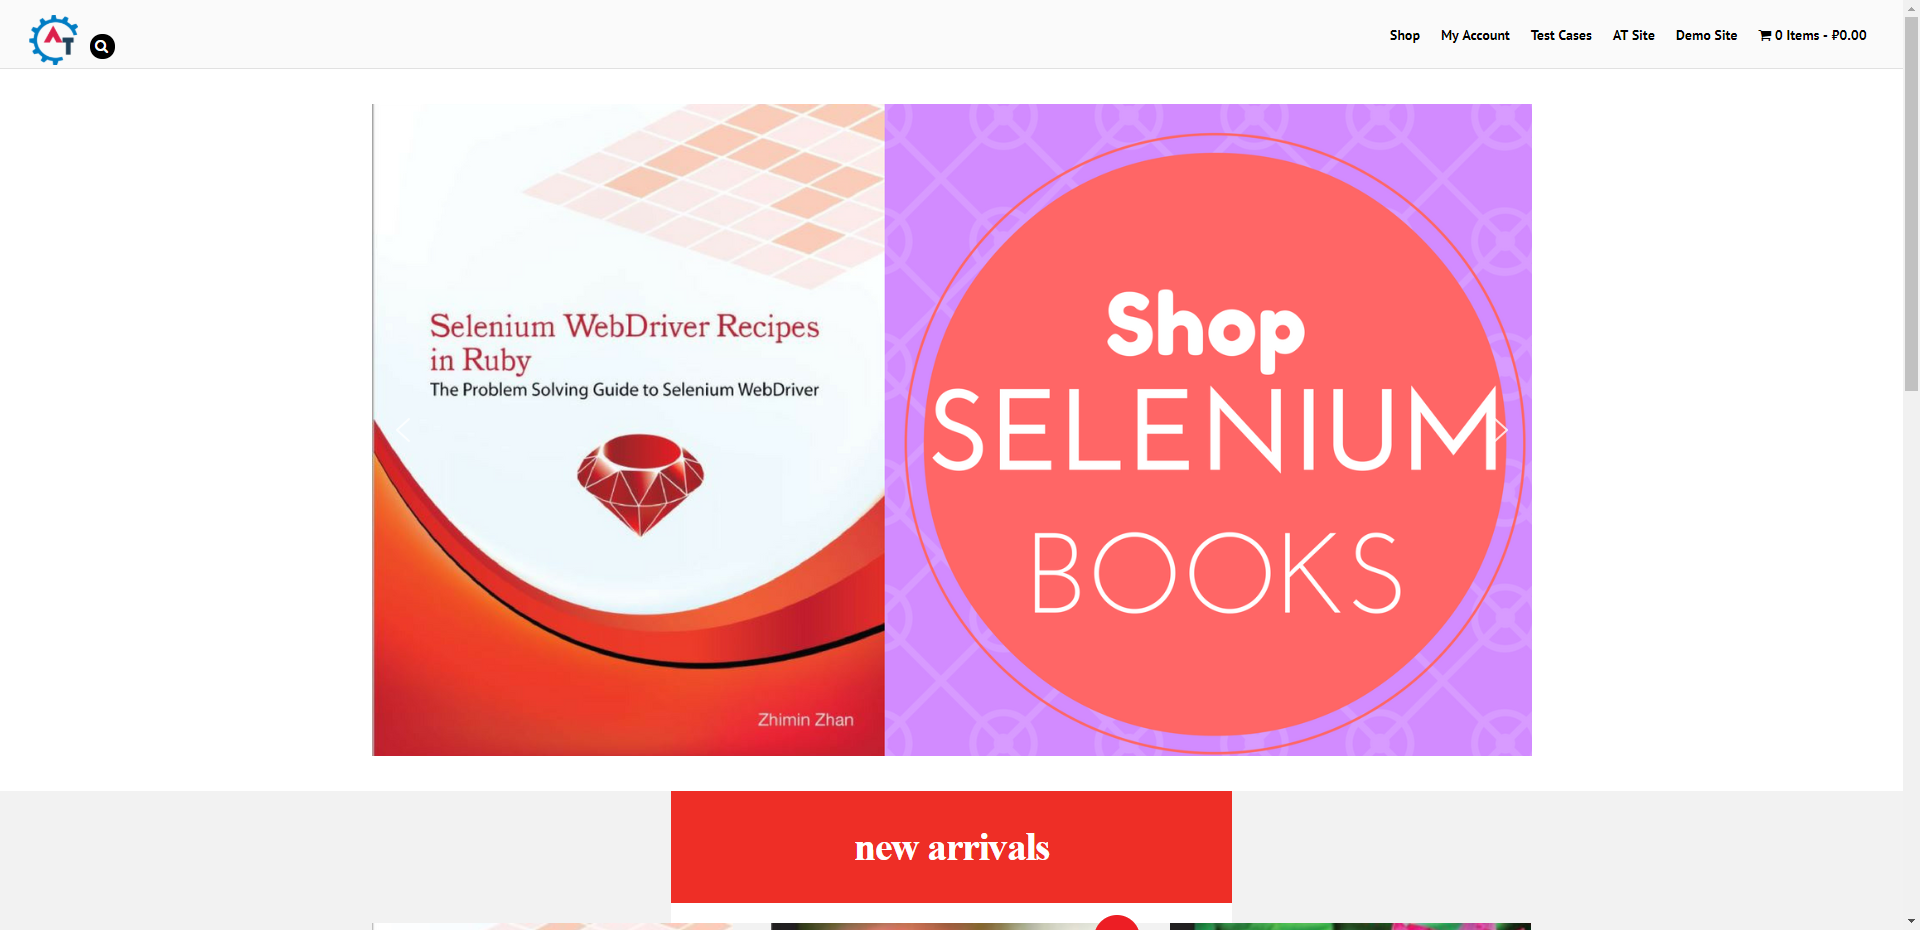 AT
Shop
My Account
Test Cases
AT Site
Demo Site
0 Items - ₽0.00
Selenium WebDriver Recipes
in Ruby
The Problem Solving Guide to Selenium WebDriver
Zhimin Zhan
Shop
SELENIUM
BOOKS
new arrivals